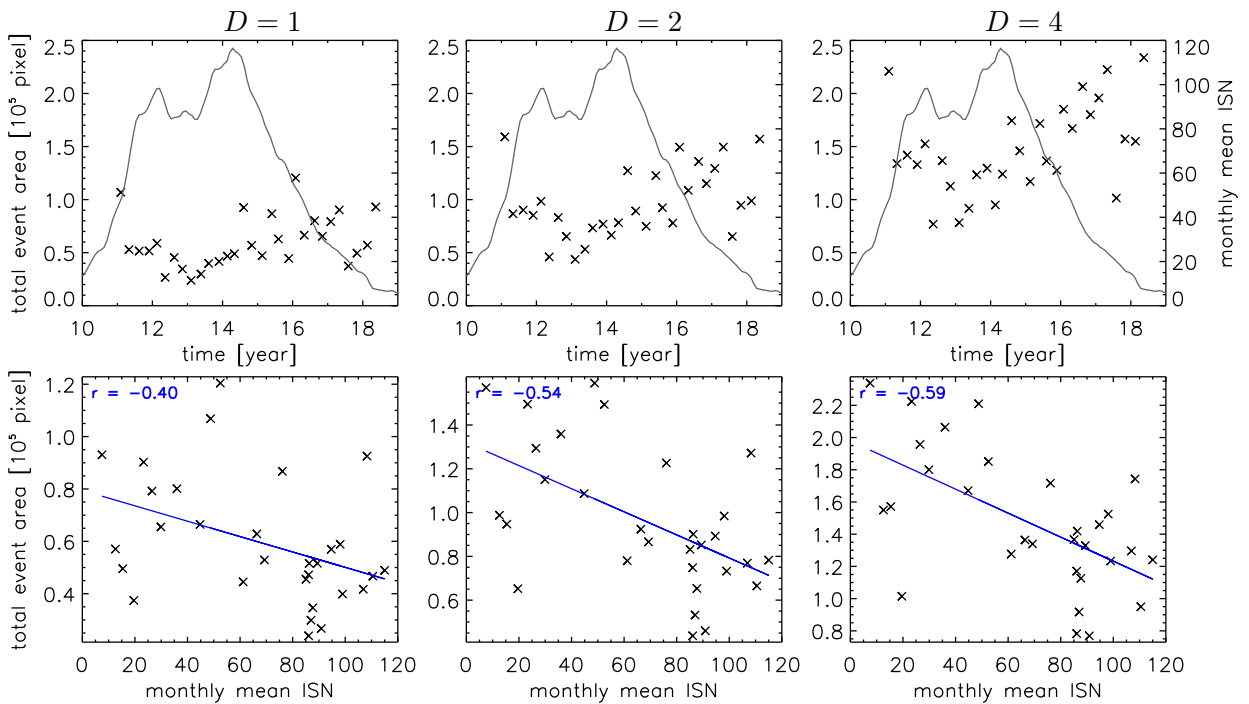 D = 1
D = 2
D = 4
total event area [10⁵ pixel]
2.5
2.0
1.5
1.0
0.5
0.0
10 12 14 16 18
time [year]
2.5
2.0
1.5
1.0
0.5
0.0
10 12 14 16 18
time [year]
2.5
2.0
1.5
1.0
0.5
0.0
10 12 14 16 18
time [year]
120
100
80
60
40
20
0
monthly mean ISN
total event area [10⁵ pixel]
1.2
1.0
0.8
0.6
0.4
r = −0.40
0 20 40 60 80 100 120
monthly mean ISN
1.4
1.2
1.0
0.8
0.6
r = −0.54
0 20 40 60 80 100 120
monthly mean ISN
2.2
2.0
1.8
1.6
1.4
1.2
1.0
0.8
r = −0.59
0 20 40 60 80 100 120
monthly mean ISN